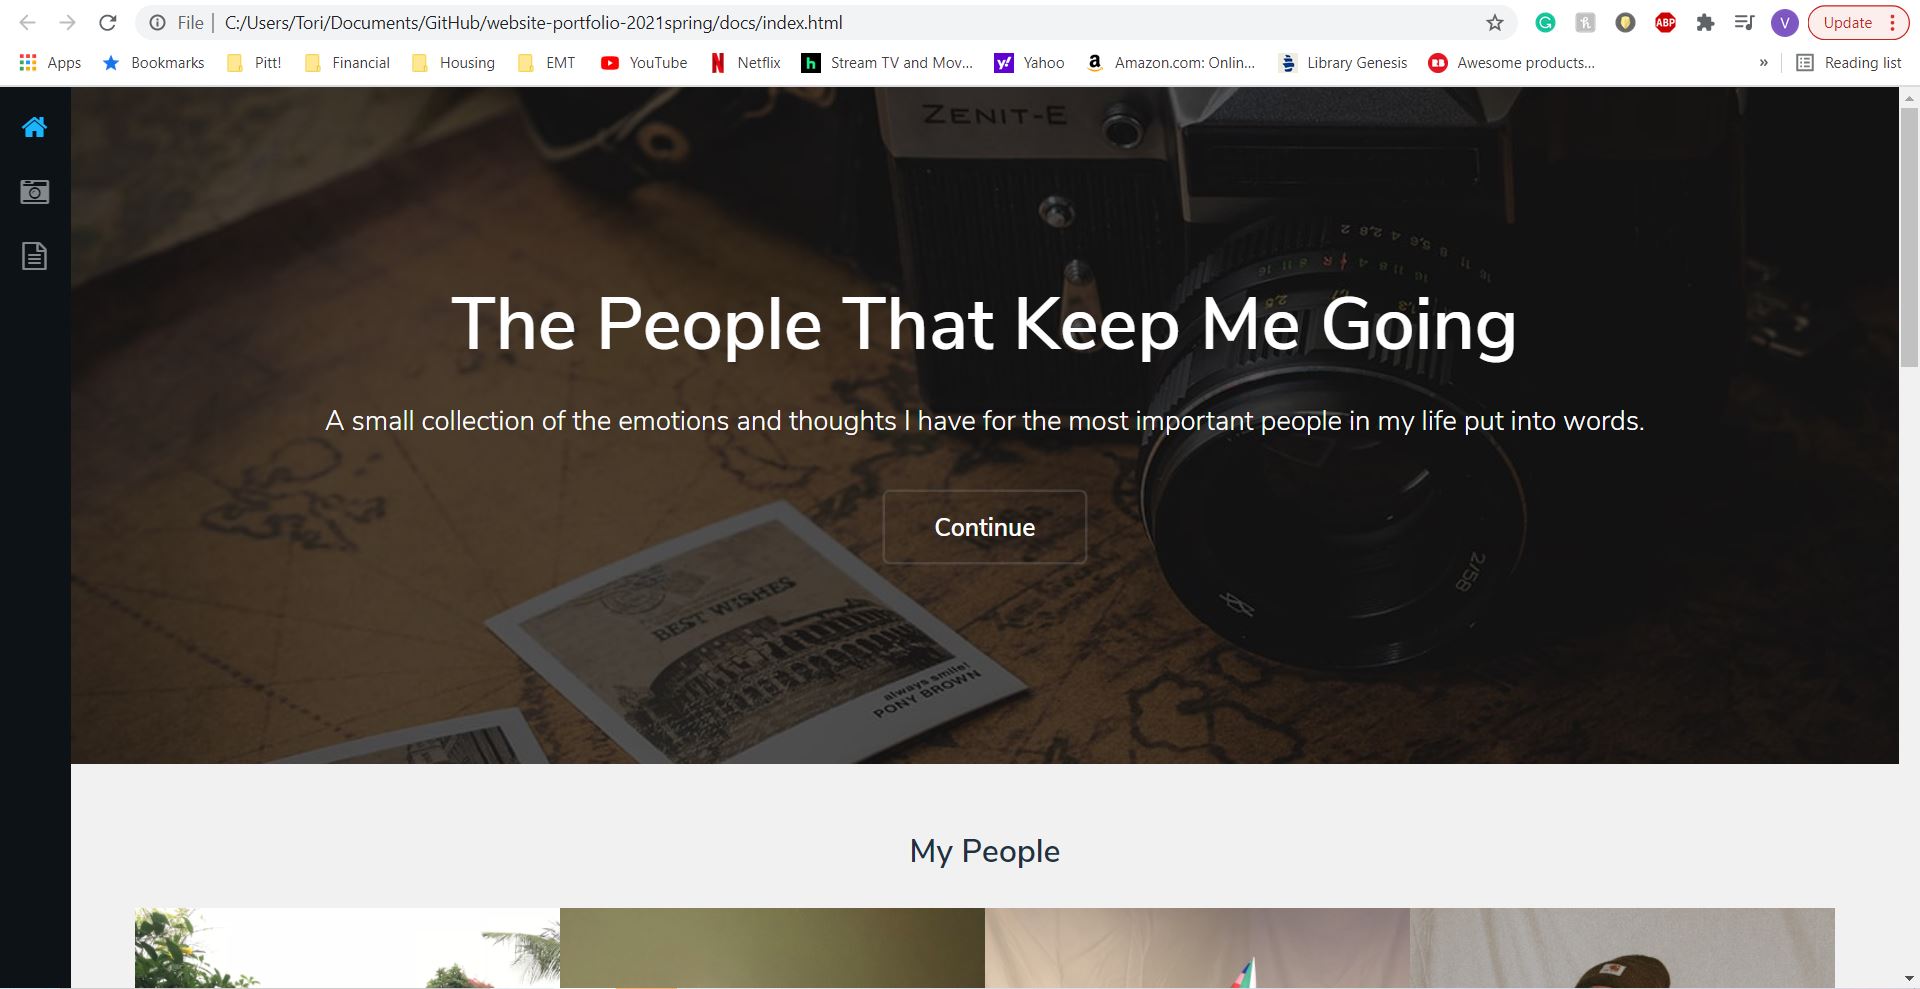 File | C:/Users/Tori/Documents/GitHub/website-portfolio-2021spring/docs/index.html
ABP
V
Update
Apps Bookmarks Pitt! Financial Housing EMT YouTube Netflix Stream TV and Mov... Yahoo Amazon.com: Onlin... Library Genesis Awesome products... » Reading list
ZENIT-E
The People That Keep Me Going
A small collection of the emotions and thoughts I have for the most important people in my life put into words.
Continue
2/58
BEST WISHES
always smile!
PONY BROWN
My People